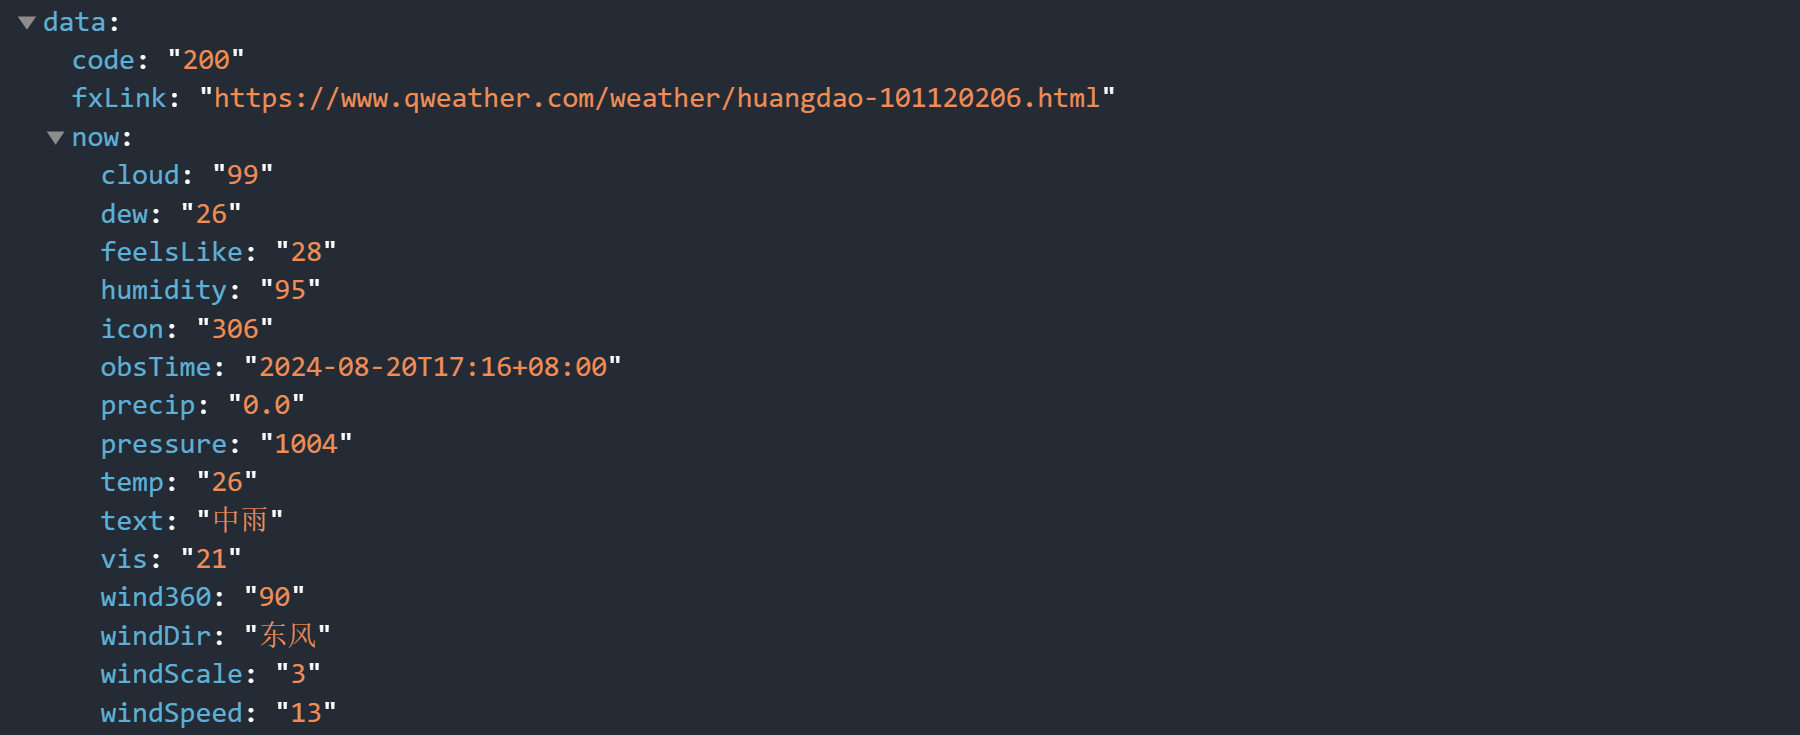 data:
code: "200"
fxLink: "https://www.qweather.com/weather/huangdao-101120206.html"
now:
cloud: "99"
dew: "26"
feelsLike: "28"
humidity: "95"
icon: "306"
obsTime: "2024-08-20T17:16+08:00"
precip: "0.0"
pressure: "1004"
temp: "26"
text: "中雨"
vis: "21"
wind360: "90"
windDir: "东风"
windScale: "3"
windSpeed: "13"